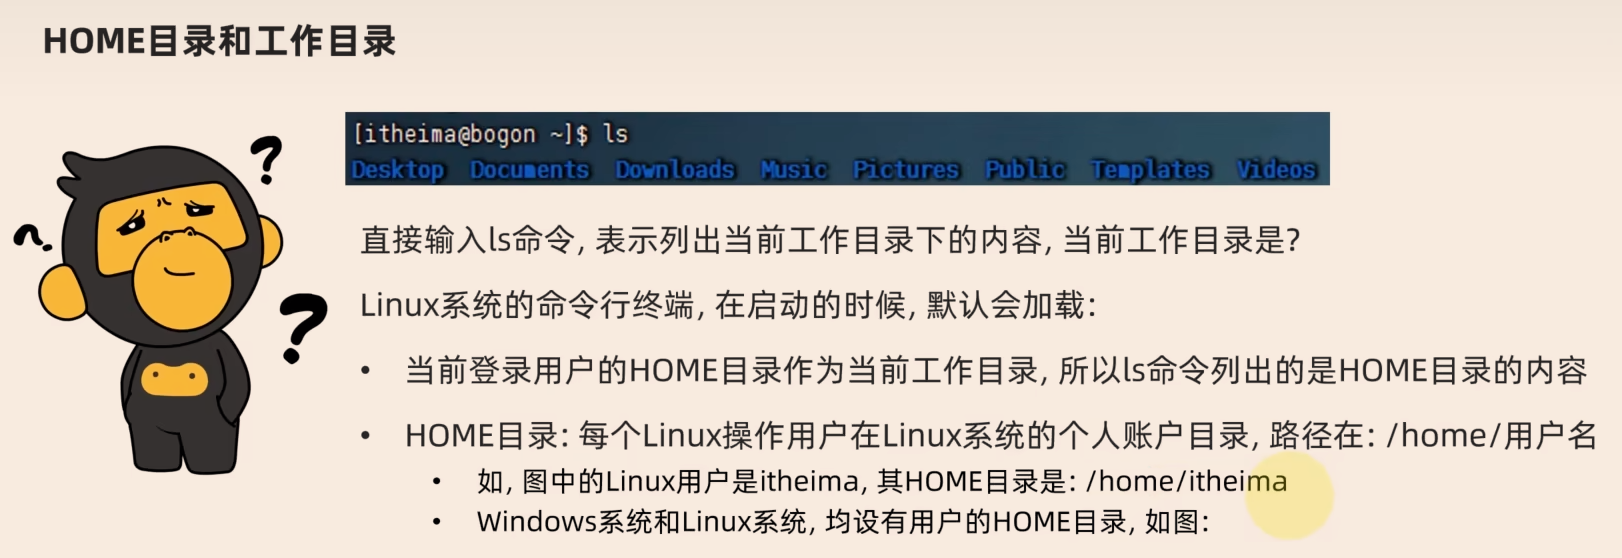 HOME目录和工作目录
[itheima@bogon ~]$ ls
Desktop Documents Downloads Music Pictures Public Templates Videos
直接输入ls命令, 表示列出当前工作目录下的内容, 当前工作目录是?
Linux系统的命令行终端, 在启动的时候, 默认会加载:
• 当前登录用户的HOME目录作为当前工作目录, 所以ls命令列出的是HOME目录的内容
• HOME目录: 每个Linux操作用户在Linux系统的个人账户目录, 路径在: /home/用户名
• 如, 图中的Linux用户是itheima, 其HOME目录是: /home/itheima
• Windows系统和Linux系统, 均设有用户的HOME目录, 如图: